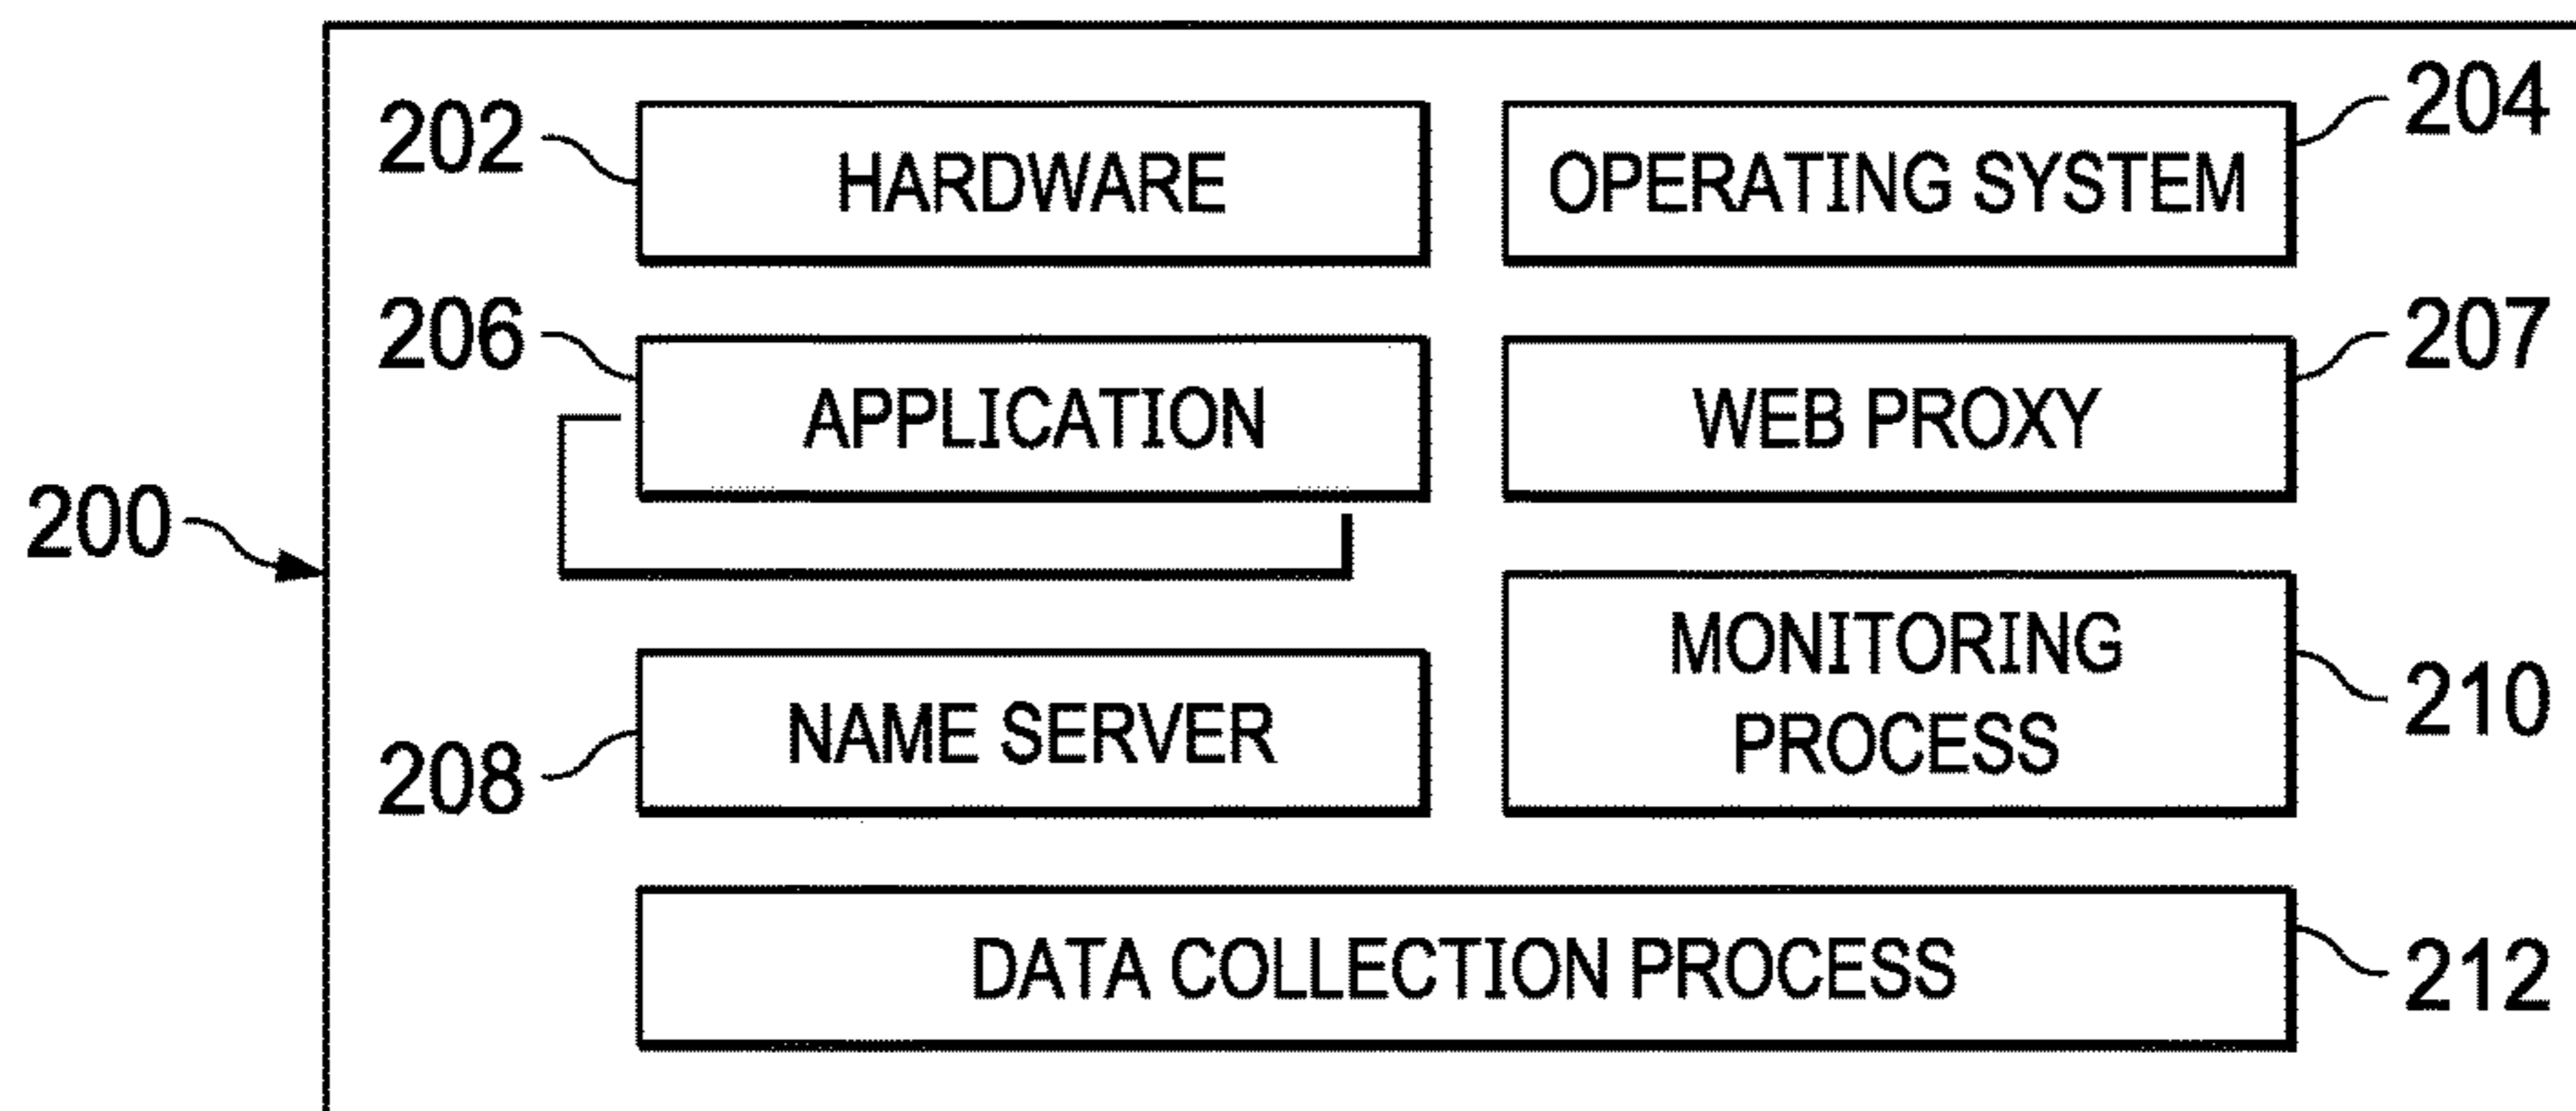 202 HARDWARE OPERATING SYSTEM 204
206 APPLICATION WEB PROXY 207
200
208 NAME SERVER MONITORING
PROCESS 210
DATA COLLECTION PROCESS 212